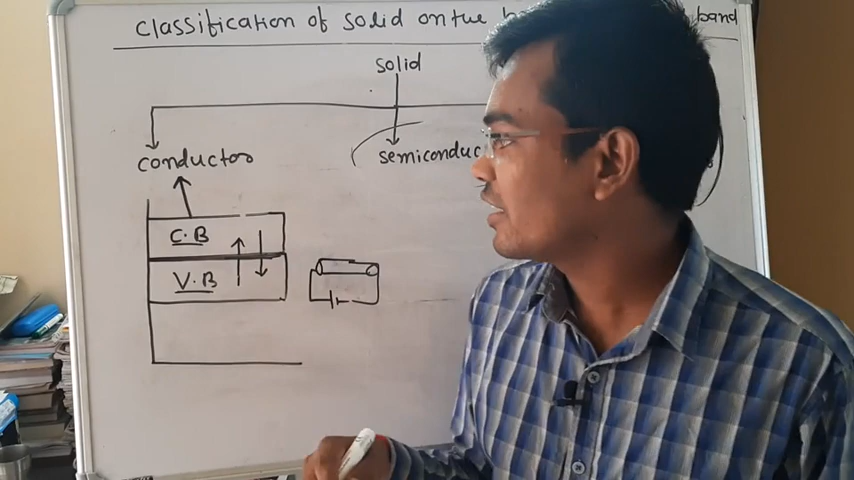 classification of solid on the b band
solid
conductor
semiconduc
C.B
V.B